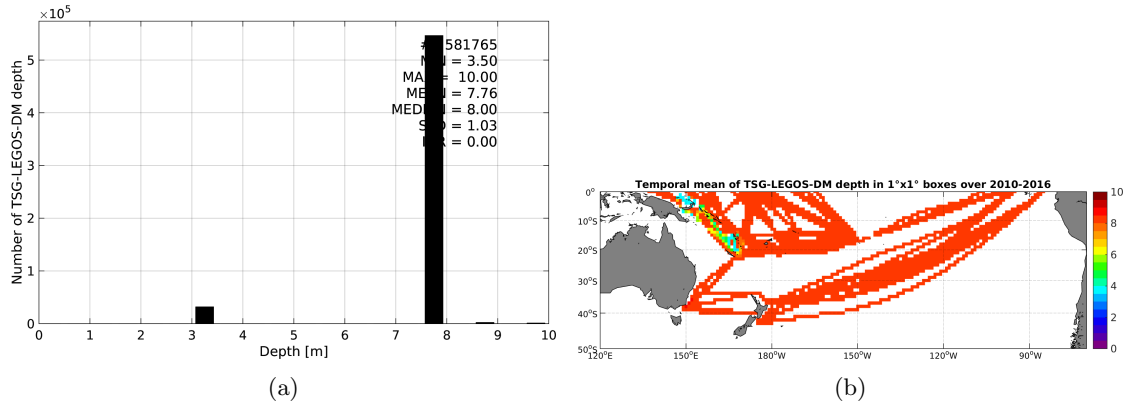 ×10⁵
Number of TSG-LEGOS-DM depth
5
4
3
2
1
0
581765
= 3.50
= 10.00
= 7.76
= 8.00
= 1.03
= 0.00
0 1 2 3 4 5 6 7 8 9 10
Depth [m]
(a)
Temporal mean of TSG-LEGOS-DM depth in 1°x1° boxes over 2010-2016
0°
10°S
20°S
30°S
40°S
50°S
120°E 150°E 180°W 150°W 120°W 90°W
10
8
6
4
2
0
(b)